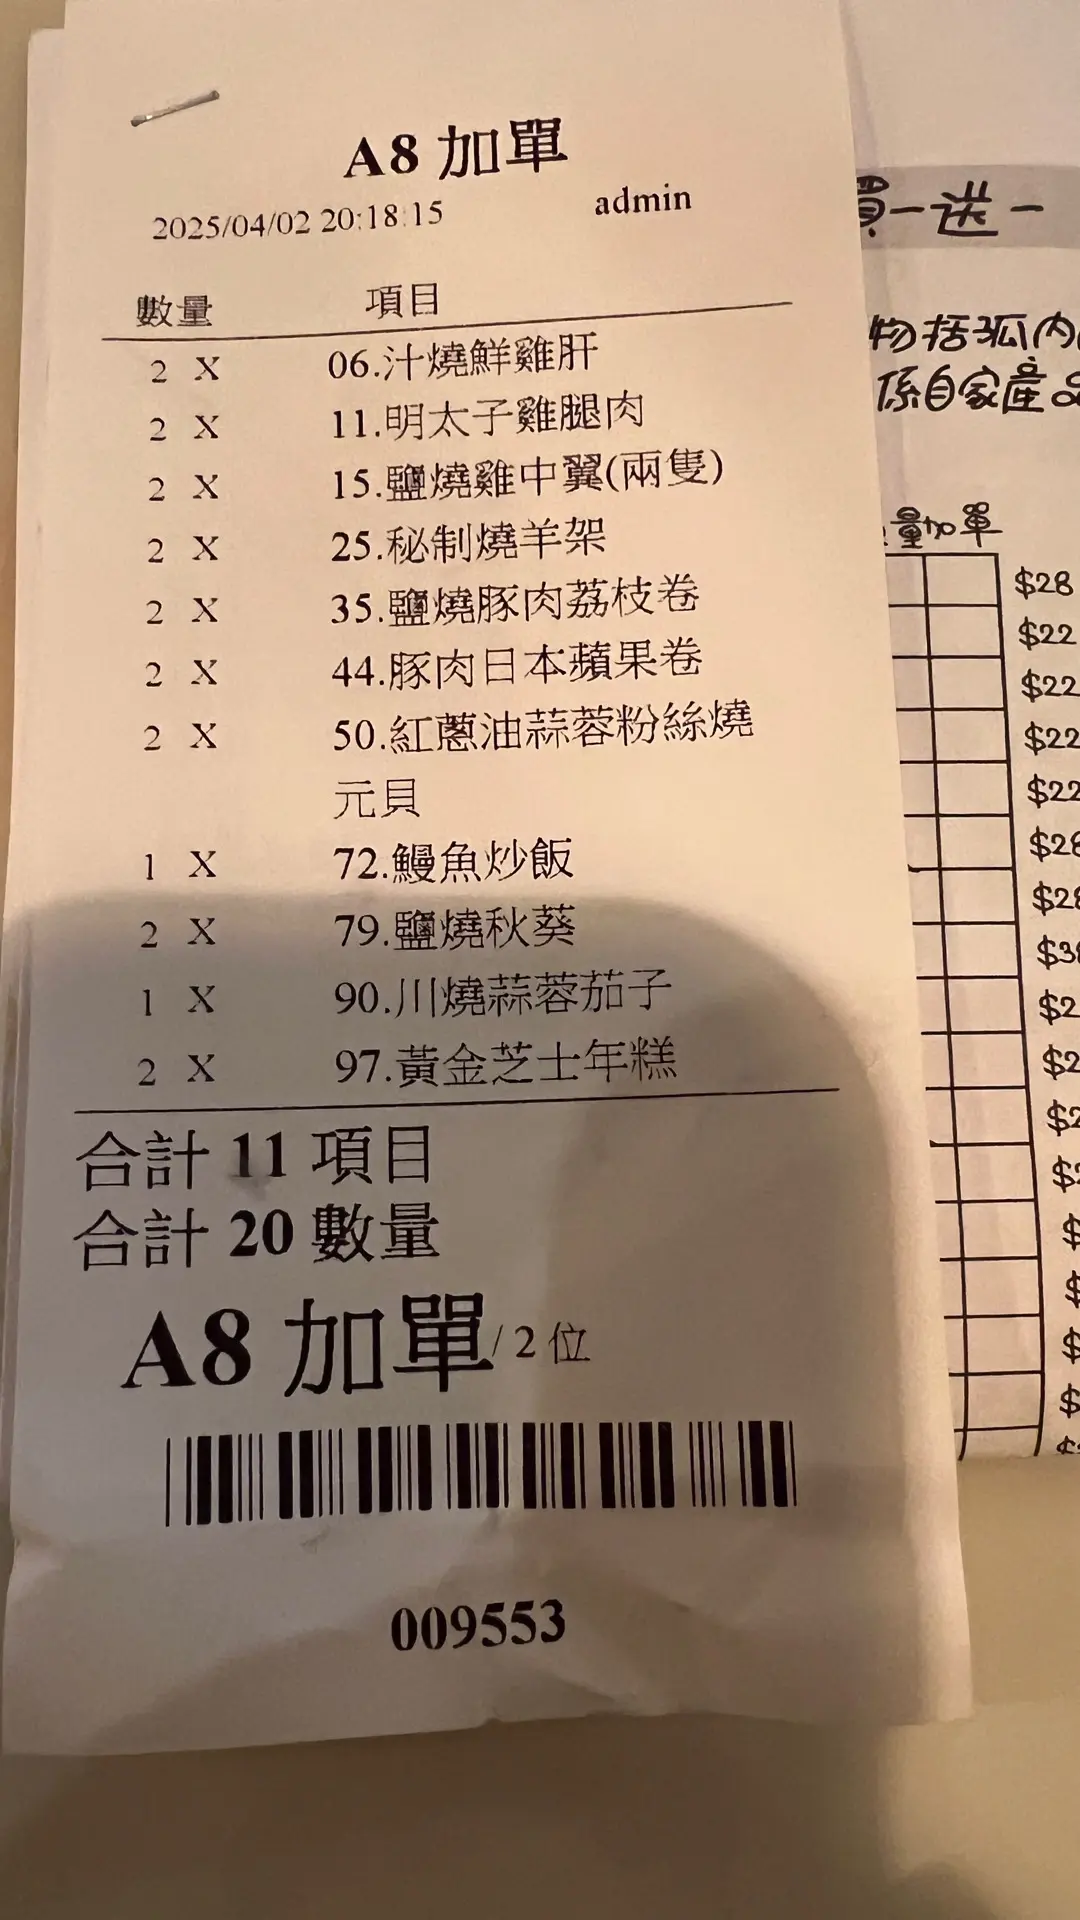 A8 加單
2025/04/02 20:18:15 admin
數量 項目
2 X 06.汁燒鮮雞肝
2 X 11.明太子雞腿肉
2 X 15.鹽燒雞中翼(兩隻)
2 X 25.秘制燒羊架
2 X 35.鹽燒豚肉荔枝卷
2 X 44.豚肉日本蘋果卷
2 X 50.紅蔥油蒜蓉粉絲燒
元貝
1 X 72.鰻魚炒飯
2 X 79.鹽燒秋葵
1 X 90.川燒蒜蓉茄子
2 X 97.黃金芝士年糕
合計 11 項目
合計 20 數量
A8 加單 / 2 位
009553
買一送一
物括孤內
係自家產品
量加單
$28
$22
$22
$22
$22
$28